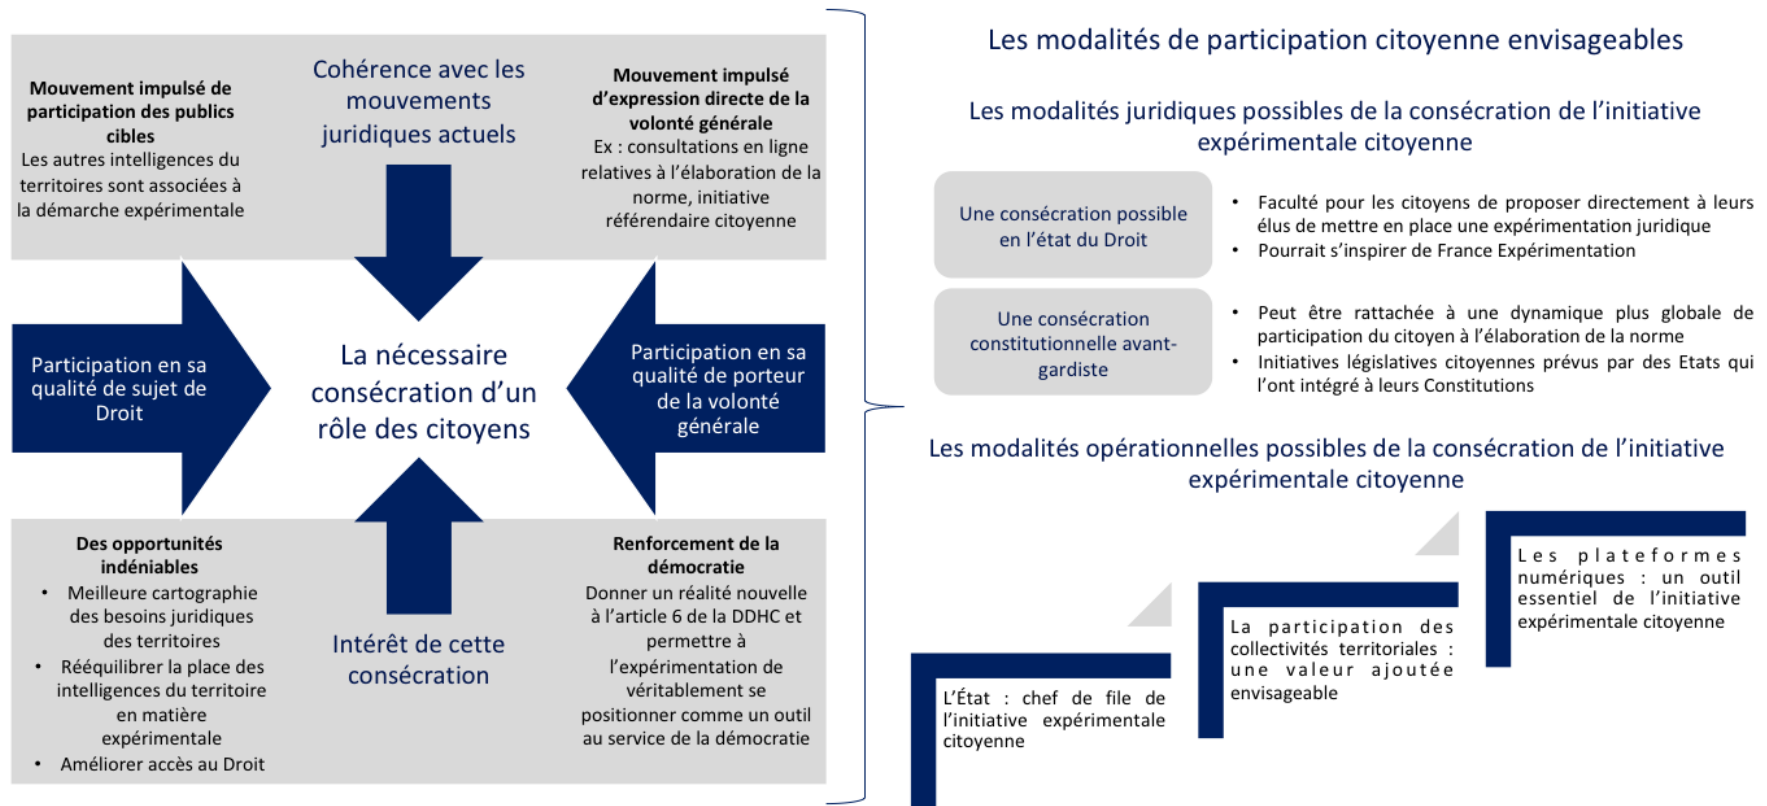 Mouvement impulsé de
participation des publics
cibles
Les autres intelligences du
territoires sont associées à
la démarche expérimentale
Cohérence avec les
mouvements
juridiques actuels
Mouvement impulsé
d’expression directe de la
volonté générale
Ex : consultations en ligne
relatives à l’élaboration de la
norme, initiative
référendaire citoyenne
Participation en sa
qualité de sujet de
Droit
La nécessaire
consécration d’un
rôle des citoyens
Participation en sa
qualité de porteur
de la volonté
générale
Des opportunités
indéniables
• Meilleure cartographie
des besoins juridiques
des territoires
• Rééquilibrer la place des
intelligences du territoire
en matière
expérimentale
• Améliorer accès au Droit
Intérêt de cette
consécration
Renforcement de la
démocratie
Donner un réalité nouvelle
à l’article 6 de la DDHC et
permettre à
l’expérimentation de
véritablement se
positionner comme un outil
au service de la démocratie
Les modalités de participation citoyenne envisageables
Les modalités juridiques possibles de la consécration de l’initiative
expérimentale citoyenne
Une consécration possible
en l’état du Droit
• Faculté pour les citoyens de proposer directement à leurs
élus de mettre en place une expérimentation juridique
• Pourrait s’inspirer de France Expérimentation
Une consécration
constitutionnelle avant-
gardiste
• Peut être rattachée à une dynamique plus globale de
participation du citoyen à l’élaboration de la norme
• Initiatives législatives citoyennes prévus par des Etats qui
l’ont intégré à leurs Constitutions
Les modalités opérationnelles possibles de la consécration de l’initiative
expérimentale citoyenne
L’État : chef de file de
l’initiative expérimentale
citoyenne
La participation des
collectivités territoriales :
une valeur ajoutée
envisageable
Les plateformes
numériques : un outil
essentiel de l’initiative
expérimentale citoyenne